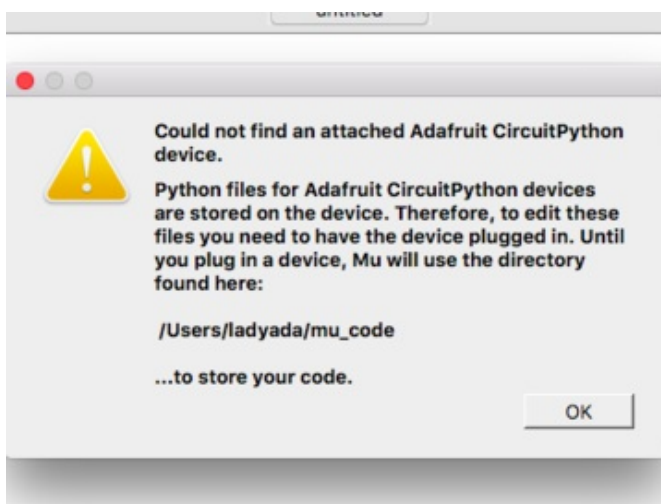 untitled
Could not find an attached Adafruit CircuitPython
device.
Python files for Adafruit CircuitPython devices
are stored on the device. Therefore, to edit these
files you need to have the device plugged in. Until
you plug in a device, Mu will use the directory
found here:
/Users/ladyada/mu_code
...to store your code.
OK